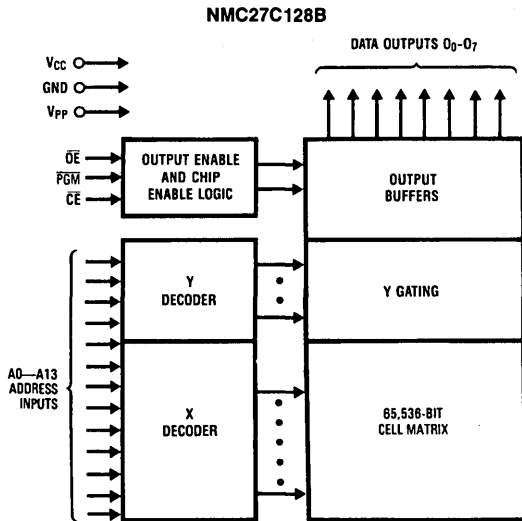 NMC27C128B
DATA OUTPUTS O0-O7
VCC
GND
VPP
OE
PGM
CE
OUTPUT ENABLE
AND CHIP
ENABLE LOGIC
OUTPUT
BUFFERS
Y
DECODER
Y GATING
A0—A13
ADDRESS
INPUTS
X
DECODER
65,536-BIT
CELL MATRIX